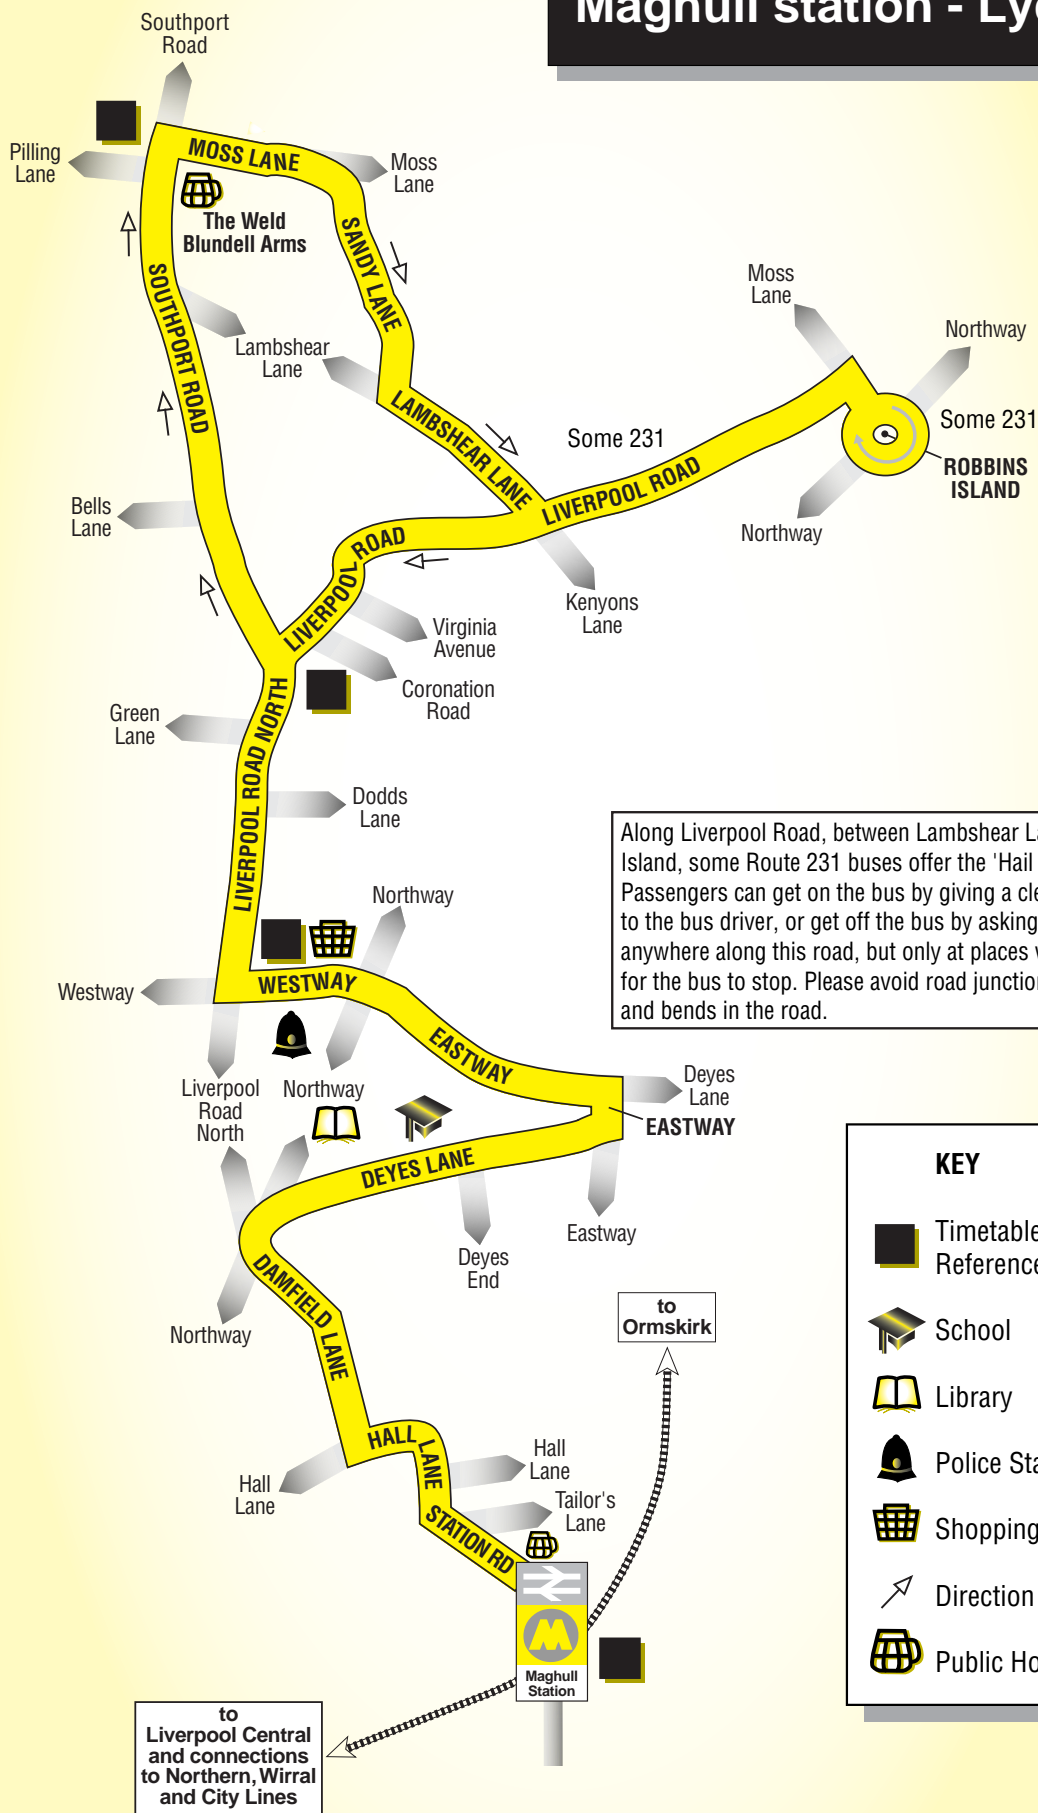 Maghull station - Ly
Southport
Road
Pilling
Lane
MOSS LANE
Moss
Lane
The Weld
Blundell Arms
SANDY LANE
SOUTHPORT ROAD
Lambshear
Lane
Moss
Lane
Northway
Some 231
ROBBINS
ISLAND
Northway
LAMBSHEAR LANE
Some 231
LIVERPOOL ROAD
Bells
Lane
LIVERPOOL ROAD
Kenyons
Lane
Virginia
Avenue
Coronation
Road
Green
Lane
LIVERPOOL ROAD NORTH
Dodds
Lane
Along Liverpool Road, between Lambshear
Island, some Route 231 buses offer the 'Hail
Passengers can get on the bus by giving a
to the bus driver, or get off the bus by asking
anywhere along this road, but only at places
for the bus to stop. Please avoid road
and bends in the road.
Northway
Westway
WESTWAY
EASTWAY
Liverpool
Road
North
Northway
Deyes
Lane
EASTWAY
DEYES LANE
Eastway
Deyes
End
DAMFIELD LANE
Northway
to
Ormskirk
HALL LANE
Hall
Lane
Hall
Lane
Tailor's
Lane
STATION RD
M
Maghull
Station
to
Liverpool Central
and connections
to Northern, Wirral
and City Lines
KEY
Timetable
Reference
School
Library
Police
Shopping
Direction
Public